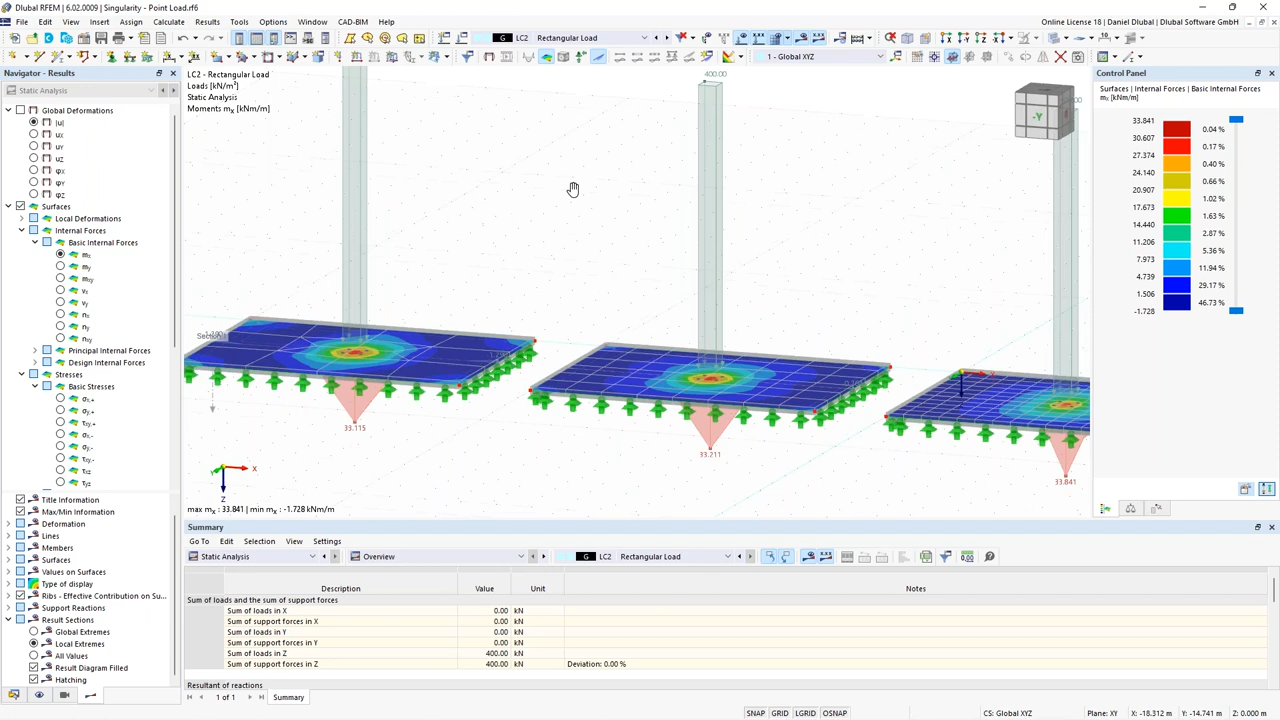 Dlubal RFEM | 6.02.0009 | Singularity - Point Load.rf6
File Edit View Insert Assign Calculate Results Tools Options Window CAD-BIM Help
Online License 18 | Daniel Dlubal | Dlubal Software GmbH
G LC2 Rectangular Load
1 - Global XYZ
Navigator - Results
Static Analysis
Global Deformations
|u|
uX
uY
uZ
φX
φY
φZ
Surfaces
Local Deformations
Internal Forces
Basic Internal Forces
mx
my
mxy
vx
vy
nx
ny
nxy
Principal Internal Forces
Design Internal Forces
Stresses
Basic Stresses
σx,+
σy,+
τxy,+
σx,-
σy,-
τxy,-
τxz
τyz
Title Information
Max/Min Information
Deformation
Lines
Members
Surfaces
Values on Surfaces
Type of display
Ribs - Effective Contribution on Su...
Support Reactions
Result Sections
Global Extremes
Local Extremes
All Values
Result Diagram Filled
Hatching
LC2 - Rectangular Load
Loads [kN/m²]
Static Analysis
Moments mx [kNm/m]
400.00
-Y
33.115
33.211
33.841
X
Y
Z
max mx : 33.841 | min mx : -1.728 kNm/m
Control Panel
Surfaces | Internal Forces | Basic Internal Forces
mx [kNm/m]
33.841
30.607 0.04 %
27.374 0.17 %
24.140 0.40 %
20.907 0.66 %
17.673 1.02 %
14.440 1.63 %
11.206 2.87 %
7.973 5.36 %
4.739 11.94 %
1.506 29.17 %
-1.728 46.73 %
Summary
Go To Edit Selection View Settings
Static Analysis Overview G LC2 Rectangular Load
Description Value Unit Notes
Sum of loads and the sum of support forces
Sum of loads in X 0.00 kN
Sum of support forces in X 0.00 kN
Sum of loads in Y 0.00 kN
Sum of support forces in Y 0.00 kN
Sum of loads in Z 400.00 kN
Sum of support forces in Z 400.00 kN Deviation: 0.00 %
Resultant of reactions
1 of 1 Summary
SNAP GRID LGRID OSNAP CS: Global XYZ Plane: XY X: -18.312 m Y: -14.741 m Z: 0.000 m